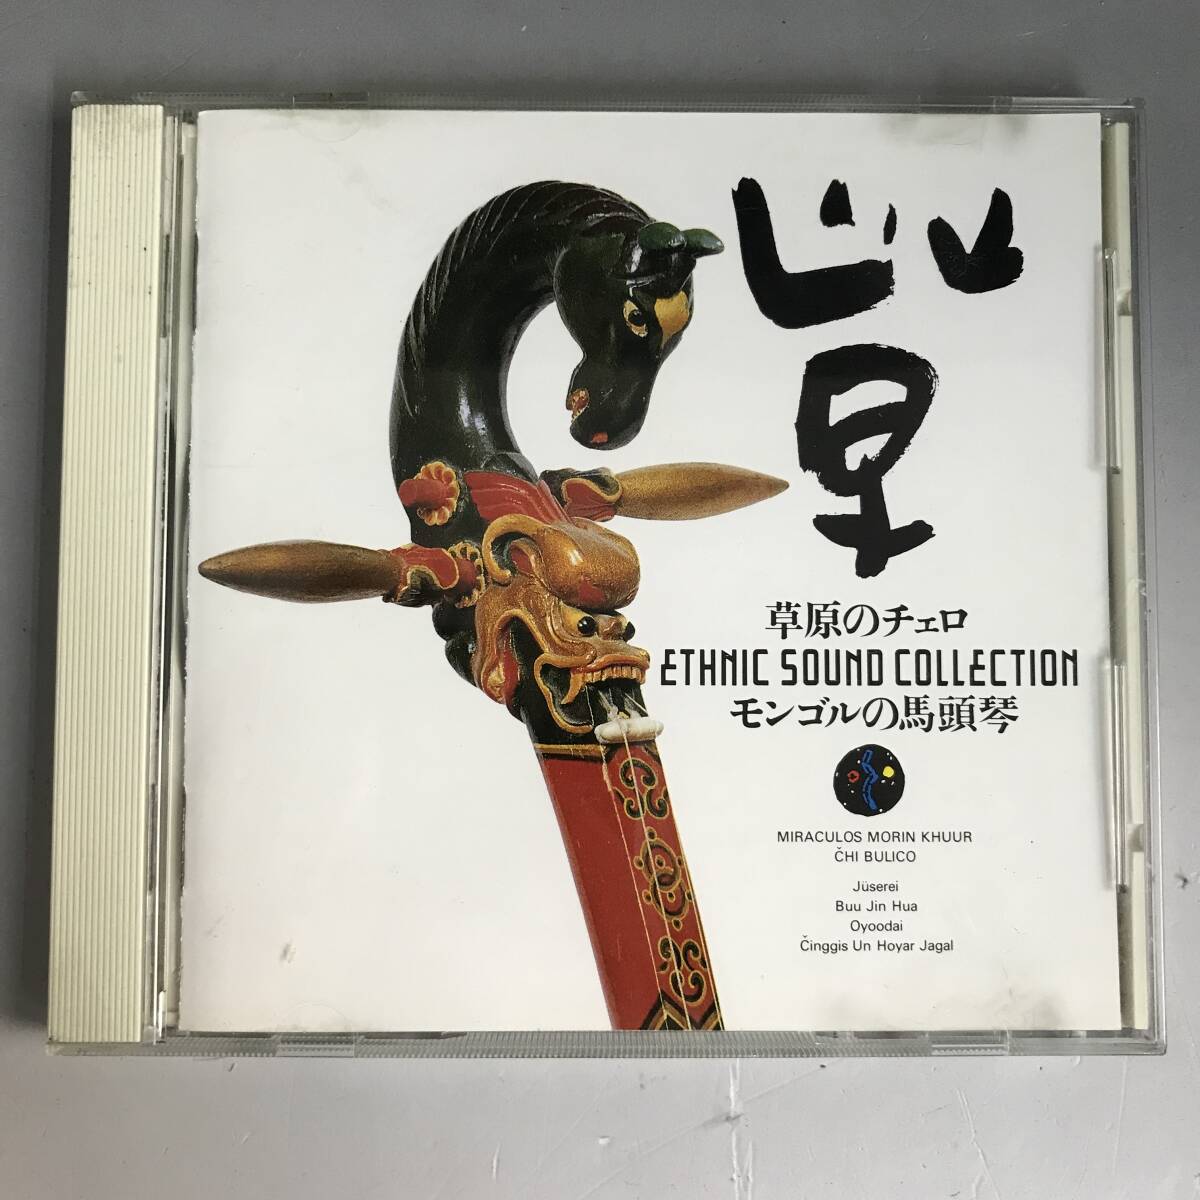 草原のチェロ
ETHNIC SOUND COLLECTION
モンゴルの馬頭琴
MIRACULOS MORIN KHUUR
ČHI BULICO
Jüserei
Buu Jin Hua
Oyoodai
Činggis Un Hoyar Jagal